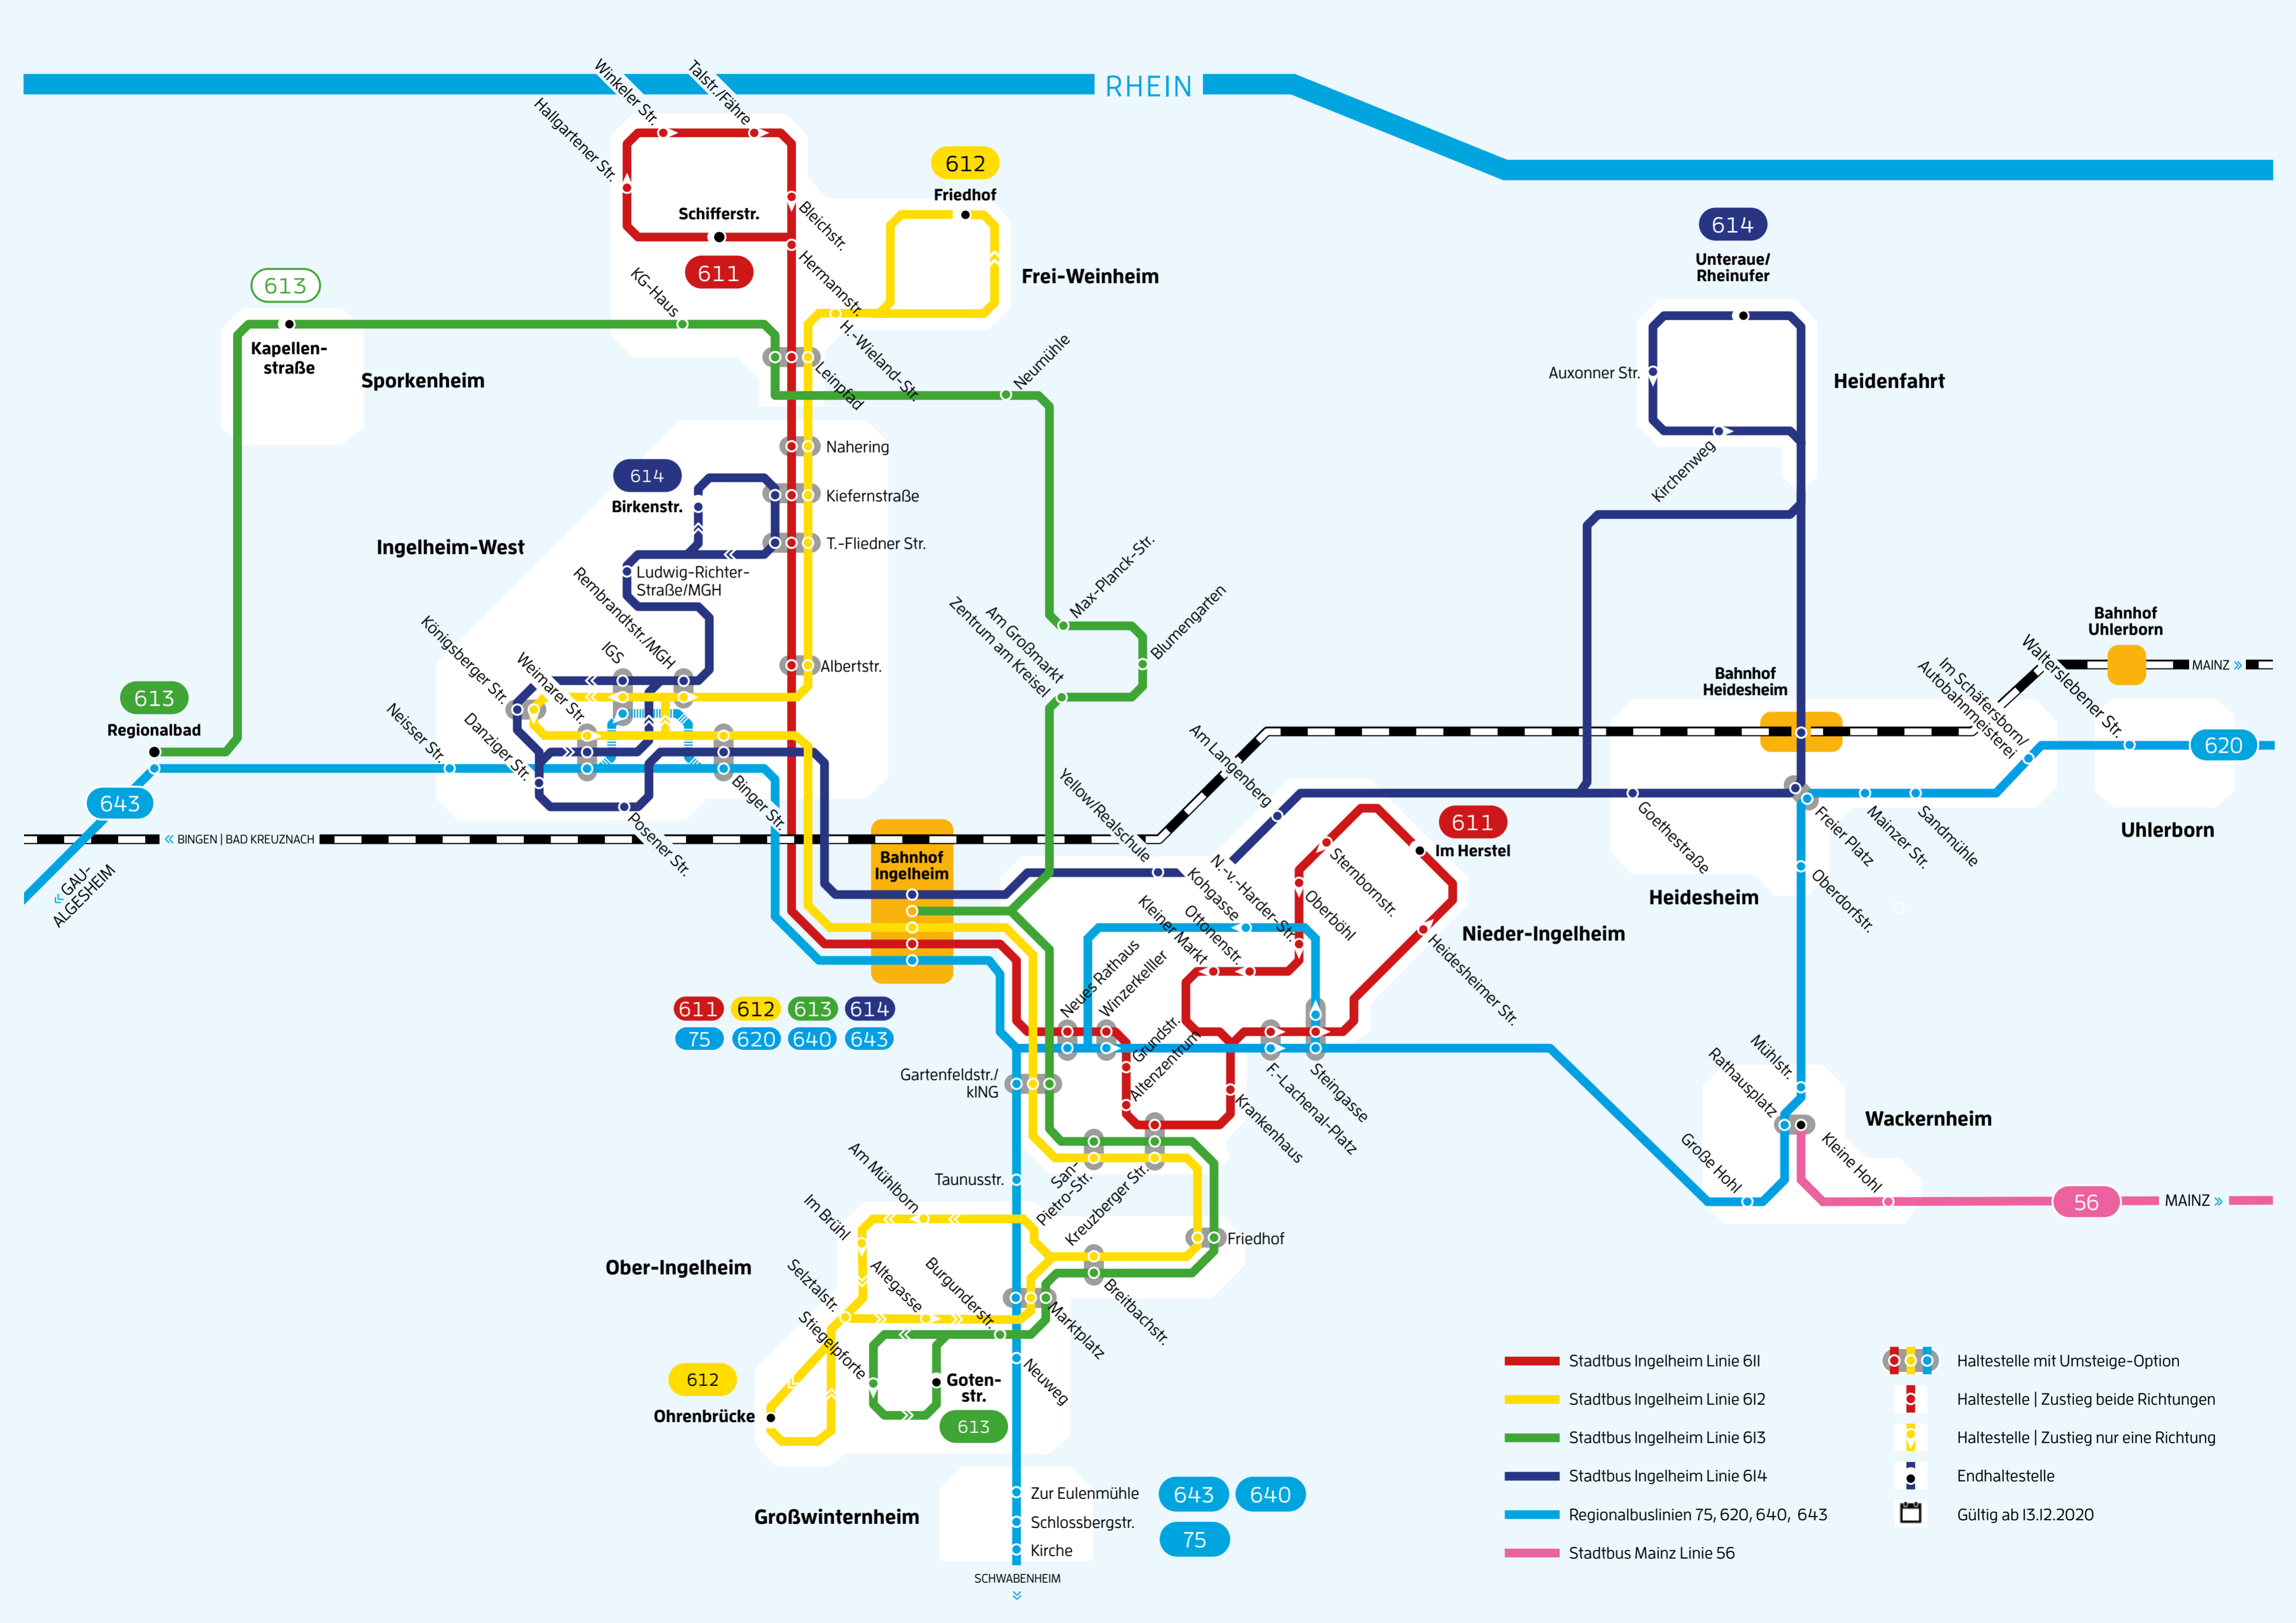 RHEIN
Winkeler Str.
Talstr./Fähre
Hallgartener Str.
Schifferstr.
611
Bleichstr.
Hermannstr.
612
Friedhof
Frei-Weinheim
H.-Wieland-Str.
KG-Haus
613
Kapellen-
straße
Sporkenheim
Leinpfad
Neumühle
614
Unteraue/
Rheinufer
Auxonner Str.
Heidenfahrt
Kirchenweg
Nahering
614
Birkenstr.
Kiefernstraße
T.-Fliedner Str.
Ingelheim-West
Ludwig-Richter-
Straße/MGH
Rembrandtstr./MGH
IGS
Königsberger Str.
Weimarer Str.
Danziger Str.
Neisser Str.
Albertstr.
Max-Planck-Str.
Blumengarten
Am Großmarkt
Zentrum am Kreisel
613
Regionalbad
643
« GAU-
ALGESHEIM
« BINGEN | BAD KREUZNACH
Posener Str.
Binger Str.
Bahnhof
Ingelheim
611
612
613
614
75
620
640
643
Yellow/Realschule
Am Langenberg
N.-v.-Harder-Str.
Kohgasse
Ottonenstr.
Kleiner Markt
Sternbornstr.
Oberböhl
611
Im Herstel
Heidesheimer Str.
Nieder-Ingelheim
Neues Rathaus
Winzerkelller
Grundstr.
Altenzentrum
Krankenhaus
F.-Lachenal-Platz
Steingasse
Bahnhof
Heidesheim
Goethestraße
Freier Platz
Mainzer Str.
Sandmühle
Im Schäfersborn/
Autobahnmeisterei
Walterslebener Str.
Bahnhof
Uhlerborn
MAINZ »
620
Uhlerborn
Heidesheim
Oberdorfstr.
Mühlstr.
Rathausplatz
Wackernheim
Große Hohl
Kleine Hohl
56
MAINZ »
Gartenfeldstr./
kING
Taunusstr.
San-
Pietro-Str.
Kreuzberger Str.
Friedhof
Breitbachstr.
Marktplatz
Am Mühlborn
Im Brühl
Ober-Ingelheim
Selztalstr.
Altegasse
Burgunderstr.
Stiegelpforte
612
Ohrenbrücke
Goten-
str.
613
Neuweg
Großwinternheim
Zur Eulenmühle
Schlossbergstr.
Kirche
643
640
75
SCHWABENHEIM
»
Stadtbus Ingelheim Linie 611
Stadtbus Ingelheim Linie 612
Stadtbus Ingelheim Linie 613
Stadtbus Ingelheim Linie 614
Regionalbuslinien 75, 620, 640, 643
Stadtbus Mainz Linie 56
Haltestelle mit Umsteige-Option
Haltestelle | Zustieg beide Richtungen
Haltestelle | Zustieg nur eine Richtung
Endhaltestelle
Gültig ab 13.12.2020